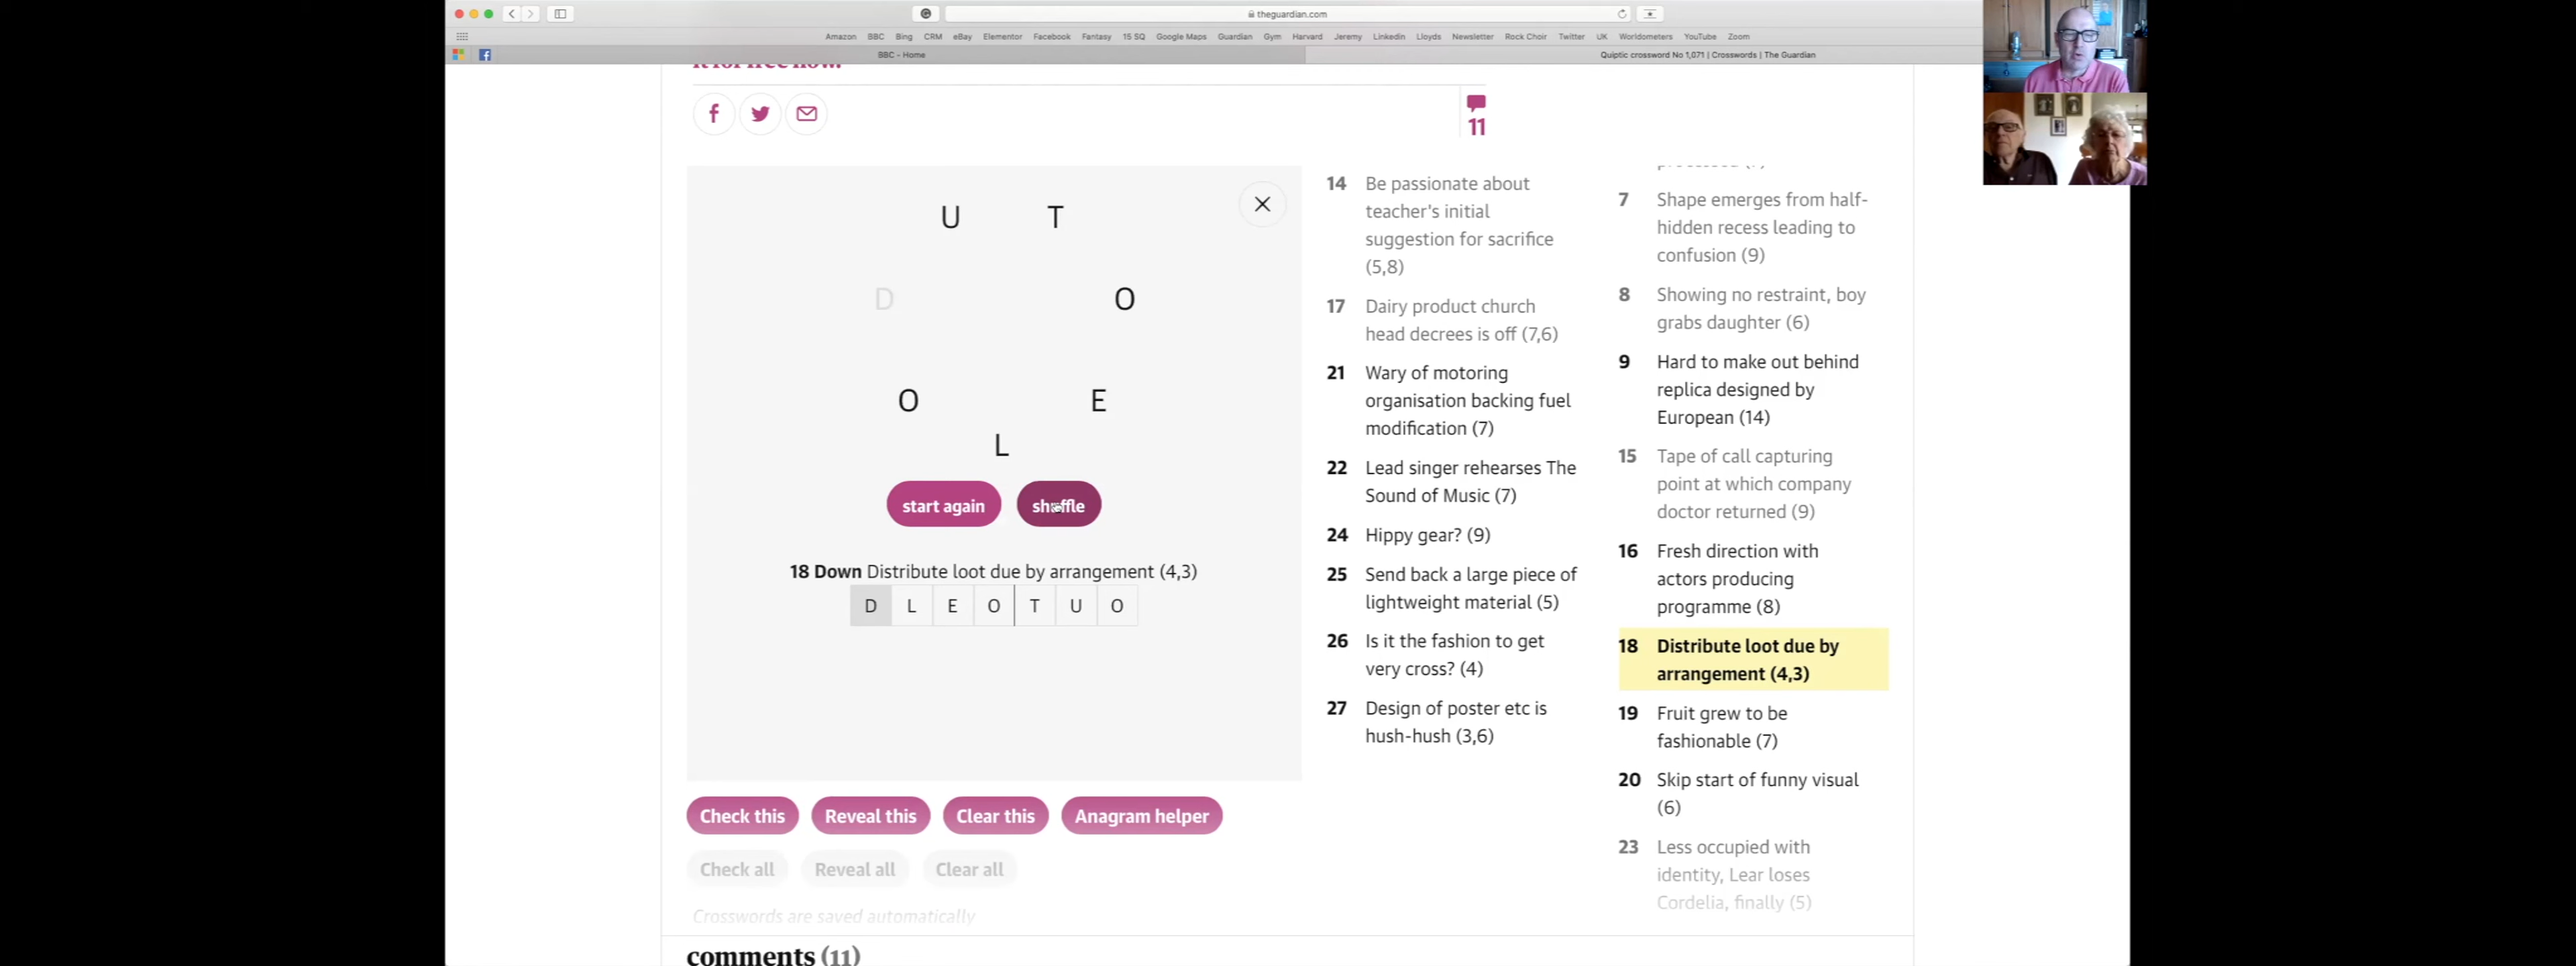 theguardian.com
Amazon BBC Bing CRM eBay Elementor Facebook Fantasy 15 SQ Google Maps Guardian Gym Harvard Jeremy Linkedin Lloyds Newsletter Rock Choir Twitter UK Worldometers YouTube Zoom
BBC - Home
Quiptic crossword No 1,071 | Crosswords | The Guardian
it for free now.
11
U T
D O
O E
L
start again
shuffle
18 Down Distribute loot due by arrangement (4,3)
D L E O T U O
Check this
Reveal this
Clear this
Anagram helper
Check all
Reveal all
Clear all
Crosswords are saved automatically
comments (11)
14 Be passionate about
teacher's initial
suggestion for sacrifice
(5,8)
17 Dairy product church
head decrees is off (7,6)
21 Wary of motoring
organisation backing fuel
modification (7)
22 Lead singer rehearses The
Sound of Music (7)
24 Hippy gear? (9)
25 Send back a large piece of
lightweight material (5)
26 Is it the fashion to get
very cross? (4)
27 Design of poster etc is
hush-hush (3,6)
7 Shape emerges from half-
hidden recess leading to
confusion (9)
8 Showing no restraint, boy
grabs daughter (6)
9 Hard to make out behind
replica designed by
European (14)
15 Tape of call capturing
point at which company
doctor returned (9)
16 Fresh direction with
actors producing
programme (8)
18 Distribute loot due by
arrangement (4,3)
19 Fruit grew to be
fashionable (7)
20 Skip start of funny visual
(6)
23 Less occupied with
identity, Lear loses
Cordelia, finally (5)